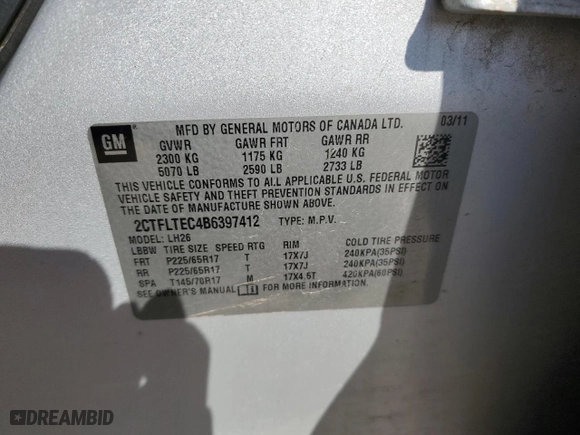 GM
MFD BY GENERAL MOTORS OF CANADA LTD. 03/11
GVWR GAWR FRT GAWR RR
2300 KG 1175 KG 1240 KG
5070 LB 2590 LB 2733 LB
THIS VEHICLE CONFORMS TO ALL APPLICABLE U.S. FEDERAL MOTOR
VEHICLE SAFETY AND THEFT PREVENTION STANDARDS IN EFFECT ON
THE DATE OF MANUFACTURE SHOWN ABOVE.
2CTFLTEC4B6397412 TYPE: M.P.V.
MODEL: LH26
LBBW TIRE SIZE SPEED RTG RIM COLD TIRE PRESSURE
FRT P225/65R17 T 17X7J 240KPA(35PSI)
RR P225/65R17 T 17X7J 240KPA(35PSI)
SPA T145/70R17 M 17X4.5T 420KPA(60PSI)
SEE OWNER'S MANUAL FOR MORE INFORMATION.
DREAMBID